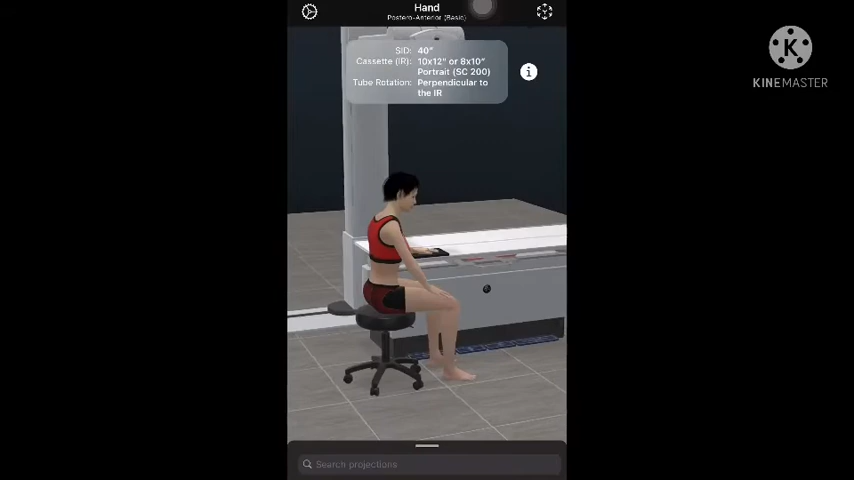 Hand
Postero-Anterior (Basic)
SID: 40"
Cassette (IR): 10x12" or 8x10"
Portrait (SC 200)
Tube Rotation: Perpendicular to
the IR
i
K
KINEMASTER
Search projections